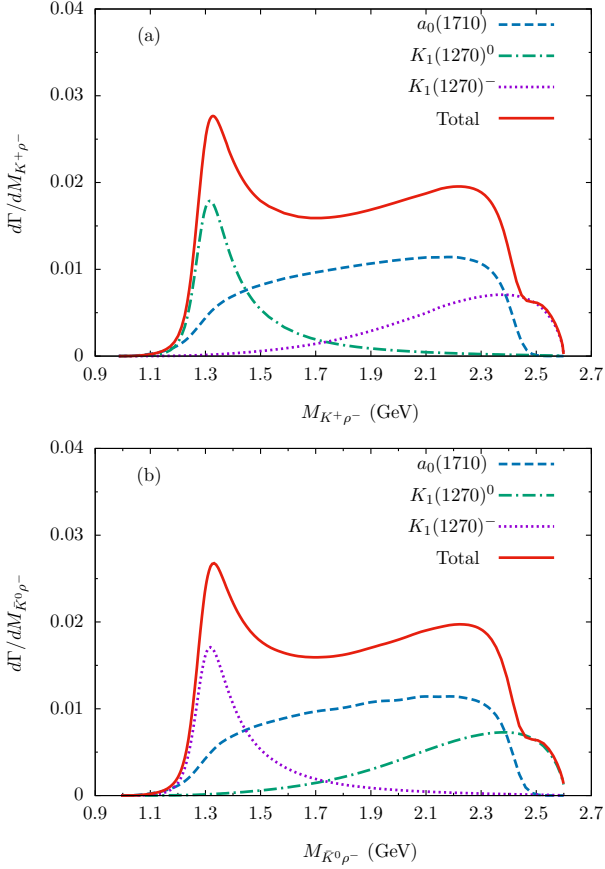 (a)
a₀(1710)
K₁(1270)⁰
K₁(1270)⁻
Total
dΓ/dM_{K⁺ρ⁻}
0.04
0.03
0.02
0.01
0
0.9 1.1 1.3 1.5 1.7 1.9 2.1 2.3 2.5 2.7
M_{K⁺ρ⁻} (GeV)
(b)
a₀(1710)
K₁(1270)⁰
K₁(1270)⁻
Total
dΓ/dM_{K̄⁰ρ⁻}
0.04
0.03
0.02
0.01
0
0.9 1.1 1.3 1.5 1.7 1.9 2.1 2.3 2.5 2.7
M_{K̄⁰ρ⁻} (GeV)